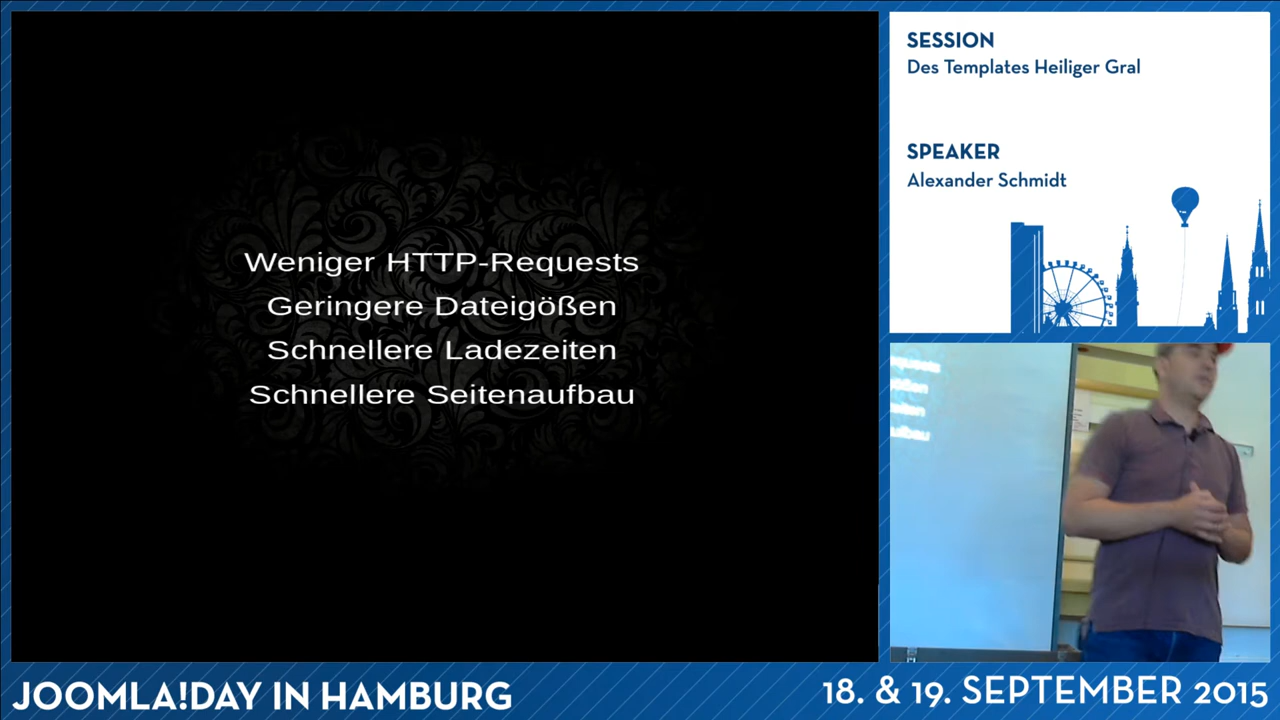 Weniger HTTP-Requests
Geringere Dateigößen
Schnellere Ladezeiten
Schnellere Seitenaufbau
SESSION
Des Templates Heiliger Gral
SPEAKER
Alexander Schmidt
JOOMLA!DAY IN HAMBURG
18. & 19. SEPTEMBER 2015